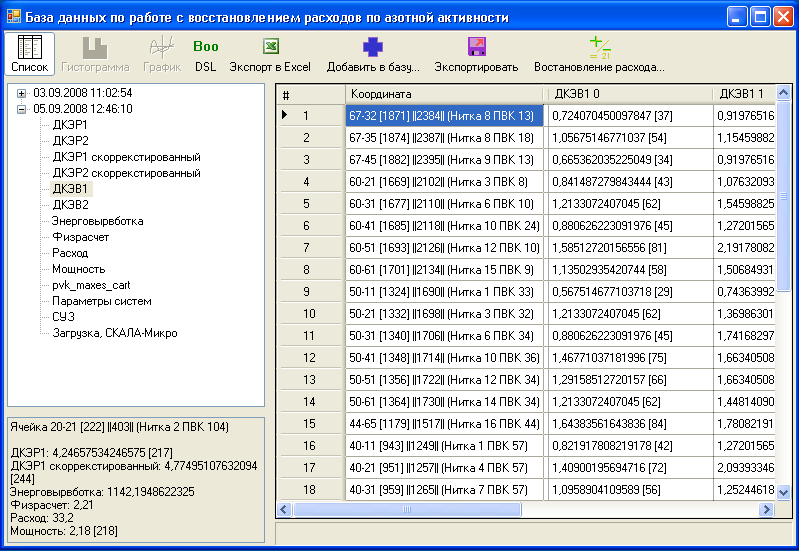 База данных по работе с восстановлением расходов по азотной активности
Список Гистограмма График Boo DSL Экспорт в Excel Добавить в базу... Экспортировать Востановление расхода...
03.09.2008 11:02:54
05.09.2008 12:46:10
ДКЭР1
ДКЭР2
ДКЭР1 скоррекстированный
ДКЭР2 скоррекстированный
ДКЭВ1
ДКЭВ2
Энерговырвботка
Физрасчет
Расход
Мощность
pvk_maxes_cart
Параметры систем
СУЗ
Загрузка, СКАЛА-Микро
Ячейка 20-21 [222] ||403|| (Нитка 2 ПВК 104)
ДКЭР1: 4,24657534246575 [217]
ДКЭР1 скоррекстированный: 4,77495107632094
[244]
Энерговырвботка: 1142,1948622325
Физрасчет: 2,21
Расход: 33,2
Мощность: 2,18 [218]
# Координата ДКЭВ1 0 ДКЭВ1 1
1 67-32 [1871] ||2384|| (Нитка 8 ПВК 13) 0,724070450097847 [37] 0,91976516
2 67-35 [1874] ||2387|| (Нитка 8 ПВК 18) 1,05675146771037 [54] 1,15459882
3 67-45 [1882] ||2395|| (Нитка 9 ПВК 13) 0,665362035225049 [34] 0,91976516
4 60-21 [1669] ||2102|| (Нитка 3 ПВК 8) 0,841487279843444 [43] 1,07632093
5 60-31 [1677] ||2110|| (Нитка 6 ПВК 10) 1,2133072407045 [62] 1,54598825
6 60-41 [1685] ||2118|| (Нитка 10 ПВК 24) 0,880626223091976 [45] 1,27201565
7 60-51 [1693] ||2126|| (Нитка 12 ПВК 10) 1,58512720156556 [81] 2,19178082
8 60-61 [1701] ||2134|| (Нитка 15 ПВК 9) 1,13502935420744 [58] 1,50684931
9 50-11 [1324] ||1690|| (Нитка 1 ПВК 33) 0,567514677103718 [29] 0,74363992
10 50-21 [1332] ||1698|| (Нитка 3 ПВК 32) 1,2133072407045 [62] 1,36986301
11 50-31 [1340] ||1706|| (Нитка 6 ПВК 34) 0,880626223091976 [45] 1,74168297
12 50-41 [1348] ||1714|| (Нитка 10 ПВК 36) 1,46771037181996 [75] 1,66340508
13 50-51 [1356] ||1722|| (Нитка 12 ПВК 34) 1,29158512720157 [66] 1,66340508
14 50-61 [1364] ||1730|| (Нитка 14 ПВК 34) 1,2133072407045 [62] 1,44814090
15 44-65 [1179] ||1517|| (Нитка 16 ПВК 44) 1,64383561643836 [84] 1,78082191
16 40-11 [943] ||1249|| (Нитка 1 ПВК 57) 0,821917808219178 [42] 1,27201565
17 40-21 [951] ||1257|| (Нитка 4 ПВК 57) 1,40900195694716 [72] 2,09393346
18 40-31 [959] ||1265|| (Нитка 7 ПВК 57) 1,0958904109589 [56] 1,25244618